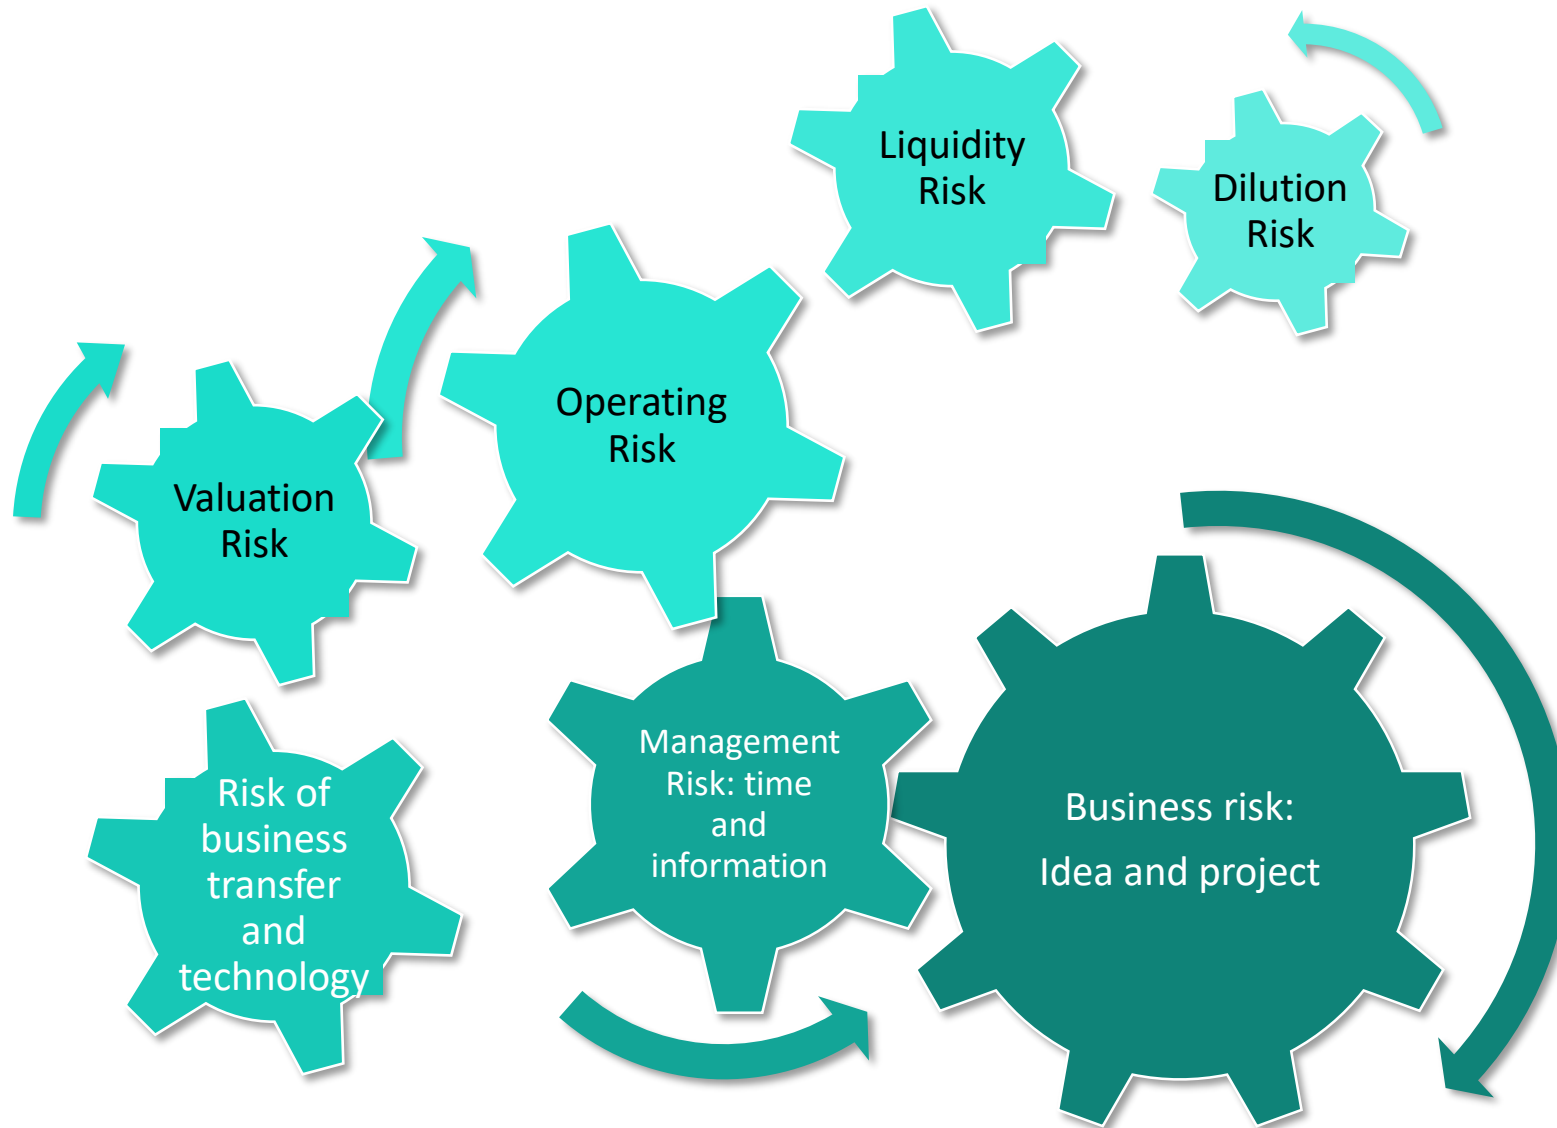 Liquidity
Risk
Dilution
Risk
Operating
Risk
Valuation
Risk
Management
Risk: time
and
information
Risk of
business
transfer
and
technology
Business risk:
Idea and project